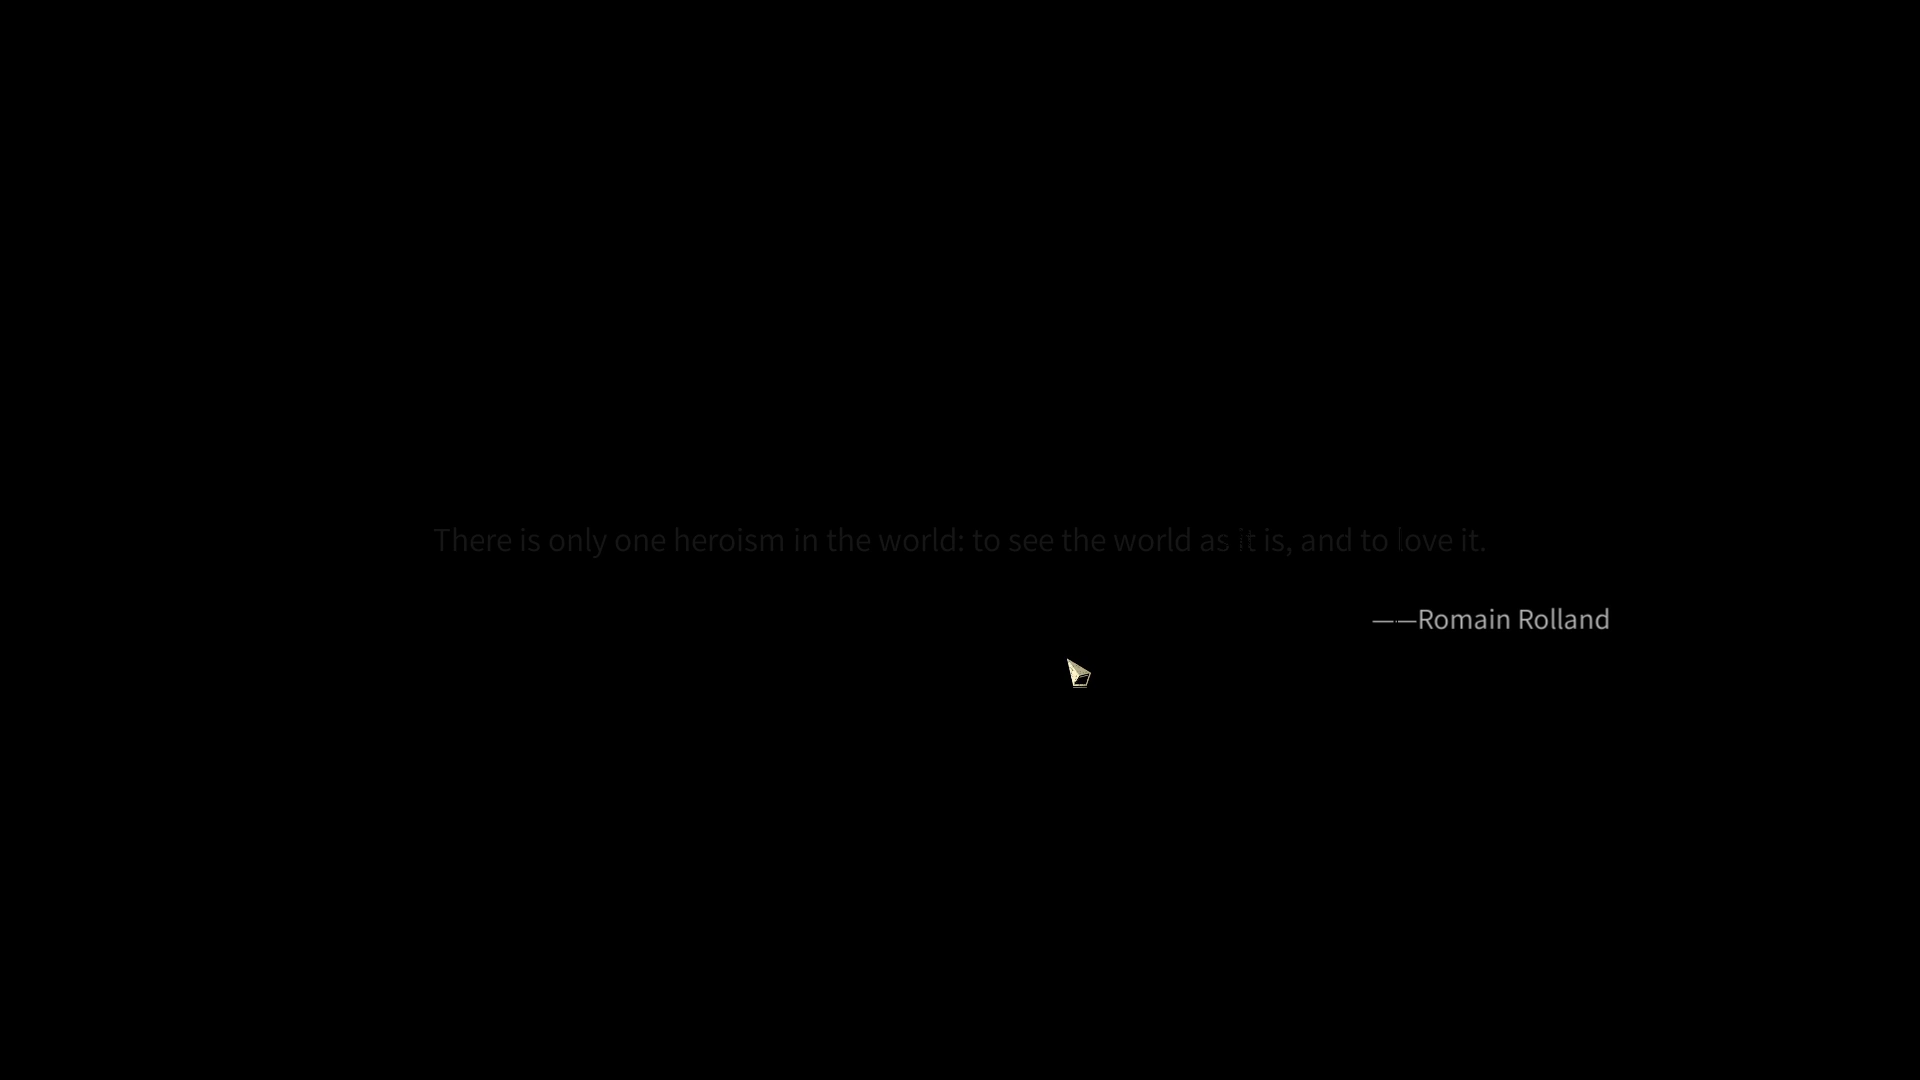 There is only one heroism in the world: to see the world as it is, and to love it.
——Romain Rolland